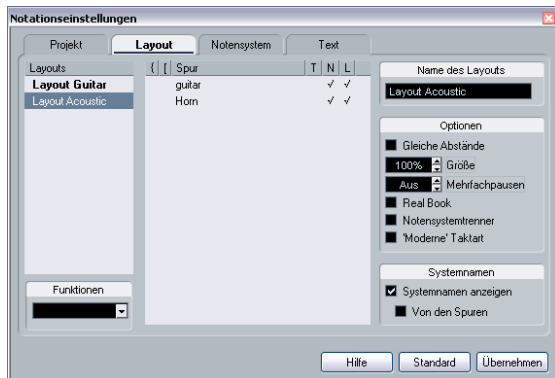 Notationseinstellungen
Projekt Layout Notensystem Text
Layouts
Layout Guitar
Layout Acoustic
{ [ Spur T N L
guitar √ √
Horn √ √
Name des Layouts
Layout Acoustic
Optionen
Gleiche Abstände
100% Größe
Aus Mehrfachpausen
Real Book
Notensystemtrenner
'Moderne' Taktart
Systemnamen
Systemnamen anzeigen
Von den Spuren
Funktionen
Hilfe Standard Übernehmen